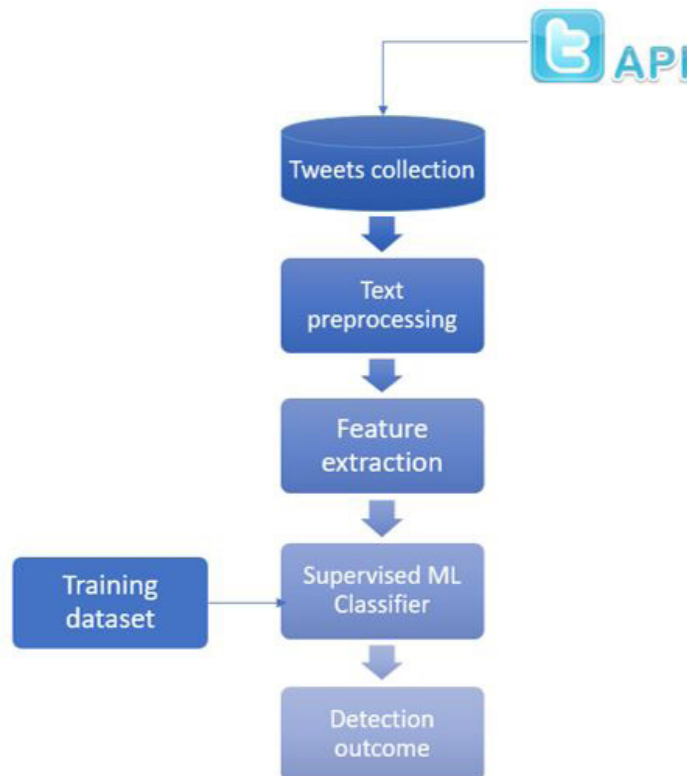 API
Tweets collection
Text
preprocessing
Feature
extraction
Training
dataset
Supervised ML
Classifier
Detection
outcome